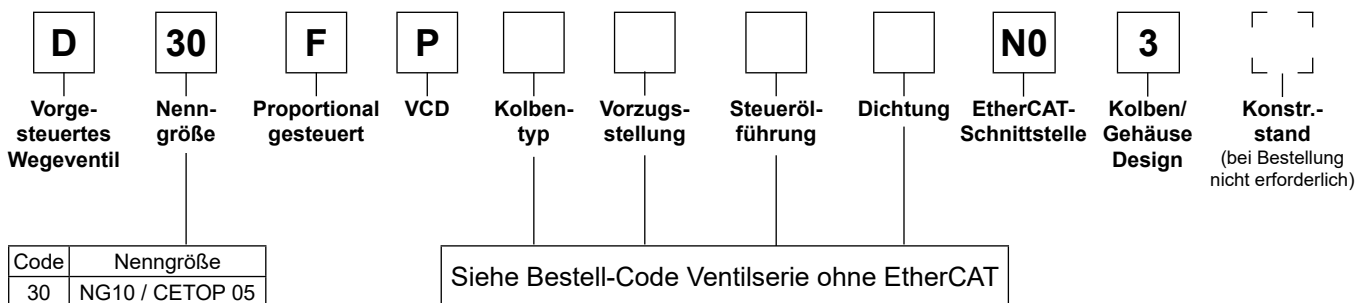 D 30 F P N0 3
Vorge-
steuertes
Wegeventil
Nenn-
größe
Proportional
gesteuert
VCD
Kolben-
typ
Vorzugs-
stellung
Steueröl-
führung
Dichtung
EtherCAT-
Schnittstelle
Kolben/
Gehäuse
Design
Konstr.-
stand
(bei Bestellung
nicht erforderlich)
Code Nenngröße
30 NG10 / CETOP 05
Siehe Bestell-Code Ventilserie ohne EtherCAT